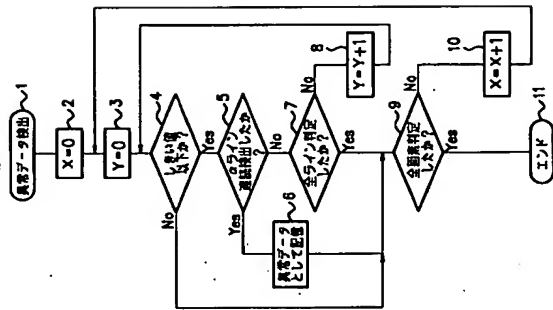 異常データ検出
1
X=0
2
Y=0
3
しきい値
以下か?
4
No
Yes
αライン
連続検出したか
?
5
Yes
No
異常データ
として記憶
6
全ライン判定
したか?
7
No
Yes
Y=Y+1
8
全画素判定
したか?
9
No
Yes
X=X+1
10
エンド
11